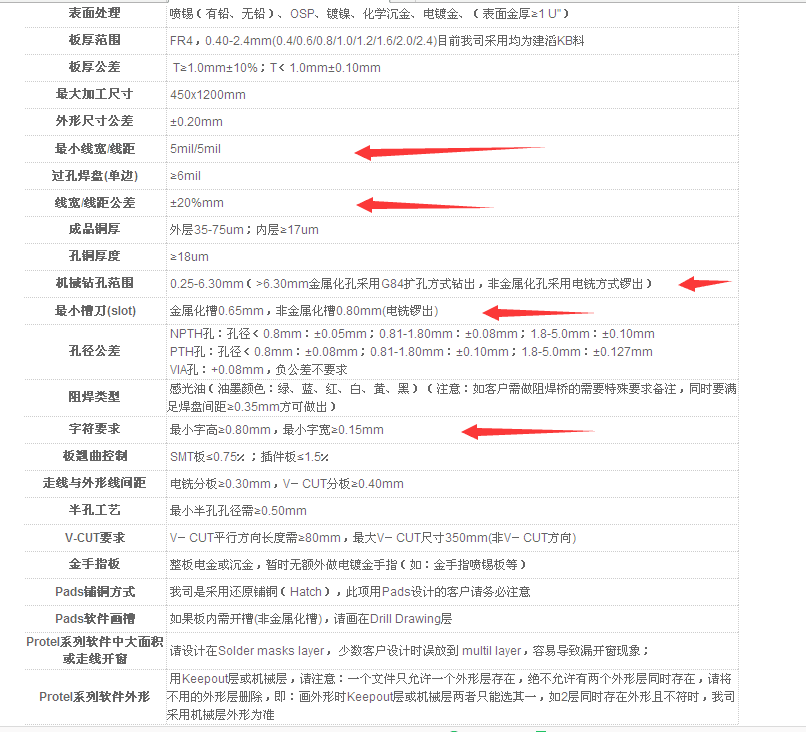 表面处理 喷锡（有铅、无铅）、OSP、镀镍、化学沉金、电镀金、（表面金厚≥1 U"）
板厚范围 FR4，0.40-2.4mm(0.4/0.6/0.8/1.0/1.2/1.6/2.0/2.4)目前我司采用均为建滔KB料
板厚公差 T≥1.0mm±10%；T＜1.0mm±0.10mm
最大加工尺寸 450x1200mm
外形尺寸公差 ±0.20mm
最小线宽/线距 5mil/5mil
过孔焊盘(单边) ≥6mil
线宽/线距公差 ±20%mm
成品铜厚 外层35-75um；内层≥17um
孔铜厚度 ≥18um
机械钻孔范围 0.25-6.30mm（>6.30mm金属化孔采用G84扩孔方式钻出，非金属化孔采用电铣方式锣出）
最小槽刀(slot) 金属化槽0.65mm，非金属化槽0.80mm(电铣锣出)
孔径公差 NPTH孔：孔径＜0.8mm：±0.05mm；0.81-1.80mm：±0.08mm；1.8-5.0mm：±0.10mm
PTH孔：孔径＜0.8mm：±0.08mm；0.81-1.80mm：±0.10mm；1.8-5.0mm：±0.127mm
VIA孔：+0.08mm，负公差不要求
阻焊类型 感光油（油墨颜色：绿、蓝、红、白、黄、黑）（注意：如客户需做阻焊桥的需要特殊要求备注，同时要满
足焊盘间距≥0.35mm方可做出）
字符要求 最小字高≥0.80mm，最小字宽≥0.15mm
板翘曲控制 SMT板≤0.75%；插件板≤1.5%
走线与外形线间距 电铣分板≥0.30mm，V－CUT分板≥0.40mm
半孔工艺 最小半孔孔径需≥0.50mm
V-CUT要求 V－CUT平行方向长度需≥80mm，最大V－CUT尺寸350mm(非V－CUT方向)
金手指板 整板电金或沉金，暂时无额外做电镀金手指（如：金手指喷锡板等）
Pads铺铜方式 我司是采用还原铺铜（Hatch），此项用Pads设计的客户请务必注意
Pads软件画槽 如果板内需开槽(非金属化槽)，请画在Drill Drawing层
Protel系列软件中大面积
或走线开窗 请设计在Solder masks layer，少数客户设计时误放到 multil layer，容易导致漏开窗现象；
Protel系列软件外形 用Keepout层或机械层，请注意：一个文件只允许一个外形层存在，绝不允许有两个外形层同时存在，请将
不用的外形层删除，即：画外形时Keepout层或机械层两者只能选其一，如2层同时存在外形且不符时，我司
采用机械层外形为准